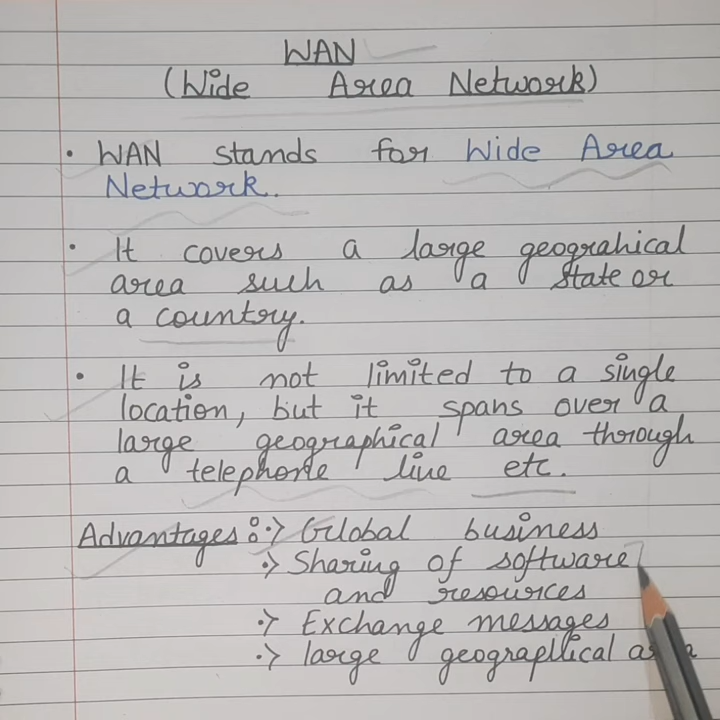 WAN
(Wide Area Network)
• WAN stands for Wide Area
Network.
• It covers a large geograhical
area such as a state or
a country.
• It is not limited to a single
location, but it spans over a
large geographical area through
a telephone line etc.
Advantages :·> Global business
·> Sharing of software
and resources
·> Exchange messages
·> large geographical